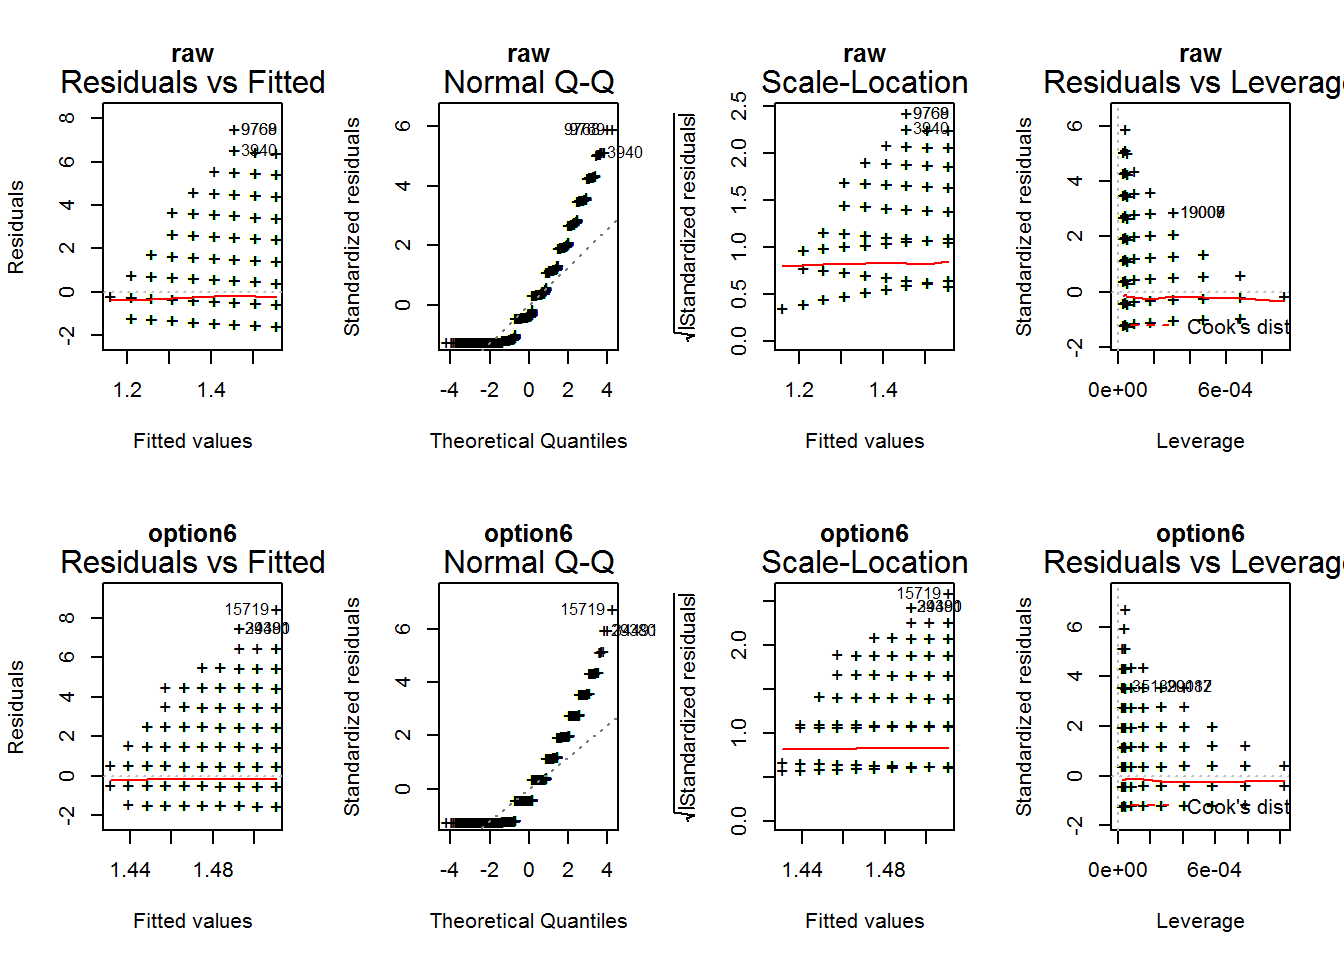 raw
Residuals vs Fitted
Residuals
8
6
4
2
0
-2
9769
3940
1.2
1.4
Fitted values
raw
Normal Q-Q
Standardized residuals
6
4
2
0
3940
-4
-2
0
2
4
Theoretical Quantiles
raw
Scale-Location
√|Standardized residuals|
2.5
2.0
1.5
1.0
0.5
0.0
9769
3940
1.2
1.4
Fitted values
raw
Residuals vs Leverage
Standardized residuals
6
4
2
0
-2
Cook's dist
0e+00
6e-04
Leverage
option6
Residuals vs Fitted
Residuals
8
6
4
2
0
-2
15719
1.44
1.48
Fitted values
option6
Normal Q-Q
Standardized residuals
6
4
2
0
15719
-4
-2
0
2
4
Theoretical Quantiles
option6
Scale-Location
√|Standardized residuals|
2.0
1.0
0.0
15719
1.44
1.48
Fitted values
option6
Residuals vs Leverage
Standardized residuals
6
4
2
0
-2
Cook's dist
0e+00
6e-04
Leverage